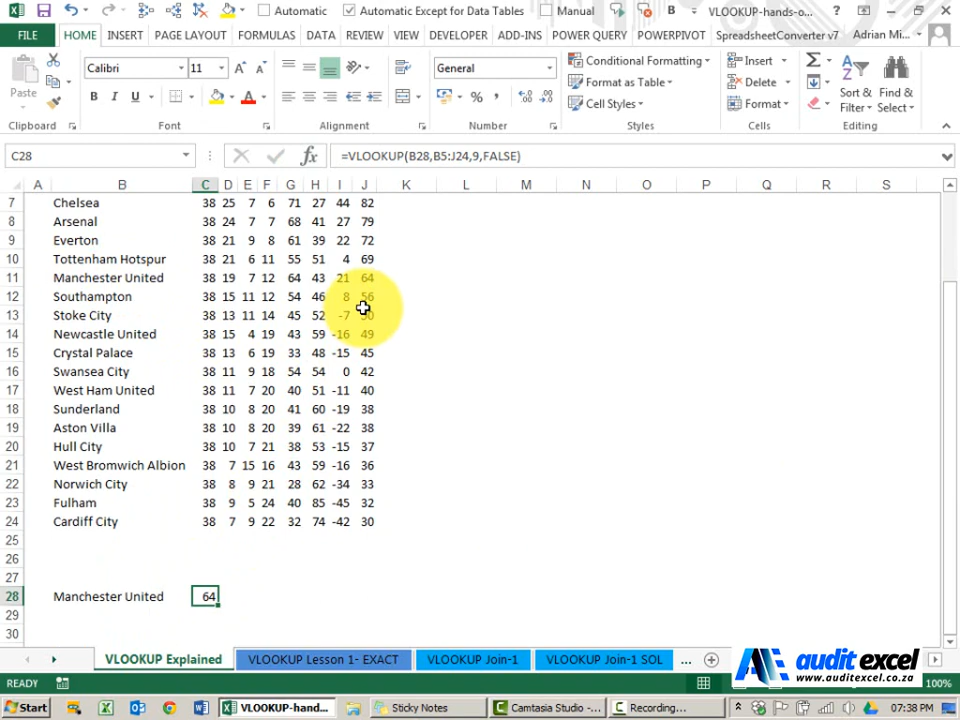 Automatic Automatic Except for Data Tables Manual B VLOOKUP-hands-o... ?
FILE HOME INSERT PAGE LAYOUT FORMULAS DATA REVIEW VIEW DEVELOPER ADD-INS POWER QUERY POWERPIVOT SpreadsheetConverter v7 Adrian Mi...
Paste Calibri 11 A A General Conditional Formatting Insert Σ
B I U A % , Format as Table Delete Sort & Find &
Cell Styles Format Filter Select
Clipboard Font Alignment Number Styles Cells Editing
C28 fx =VLOOKUP(B28,B5:J24,9,FALSE)
A B C D E F G H I J K L M N O P Q R S
7 Chelsea 38 25 7 6 71 27 44 82
8 Arsenal 38 24 7 7 68 41 27 79
9 Everton 38 21 9 8 61 39 22 72
10 Tottenham Hotspur 38 21 6 11 55 51 4 69
11 Manchester United 38 19 7 12 64 43 21 64
12 Southampton 38 15 11 12 54 46 8 56
13 Stoke City 38 13 11 14 45 52 -7 50
14 Newcastle United 38 15 4 19 43 59 -16 49
15 Crystal Palace 38 13 6 19 33 48 -15 45
16 Swansea City 38 11 9 18 54 54 0 42
17 West Ham United 38 11 7 20 40 51 -11 40
18 Sunderland 38 10 8 20 41 60 -19 38
19 Aston Villa 38 10 8 20 39 61 -22 38
20 Hull City 38 10 7 21 38 53 -15 37
21 West Bromwich Albion 38 7 15 16 43 59 -16 36
22 Norwich City 38 8 9 21 28 62 -34 33
23 Fulham 38 9 5 24 40 85 -45 32
24 Cardiff City 38 7 9 22 32 74 -42 30
25
26
27
28 Manchester United 64
29
30
VLOOKUP Explained VLOOKUP Lesson 1- EXACT VLOOKUP Join-1 VLOOKUP Join-1 SOL ... audit excel
www.auditexcel.co.za
READY 100%
Start VLOOKUP-hand... Sticky Notes Camtasia Studio -... Recording... 07:38 PM